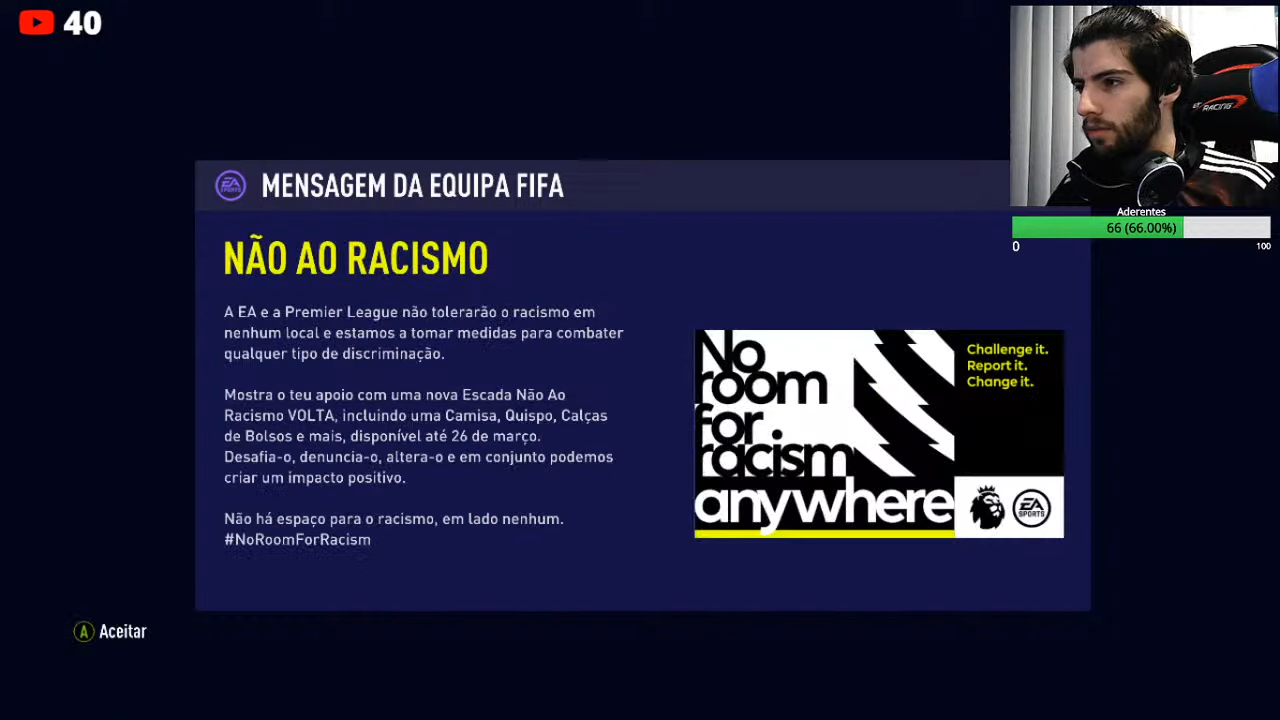 40
MENSAGEM DA EQUIPA FIFA
NÃO AO RACISMO
A EA e a Premier League não tolerarão o racismo em
nenhum local e estamos a tomar medidas para combater
qualquer tipo de discriminação.
Mostra o teu apoio com uma nova Escada Não Ao
Racismo VOLTA, incluindo uma Camisa, Quispo, Calças
de Bolsos e mais, disponível até 26 de março.
Desafia-o, denuncia-o, altera-o e em conjunto podemos
criar um impacto positivo.
Não há espaço para o racismo, em lado nenhum.
#NoRoomForRacism
No
room
for
racism
anywhere
Challenge it.
Report it.
Change it.
EA
SPORTS
A Aceitar
RACING
Aderentes
66 (66.00%)
0
100